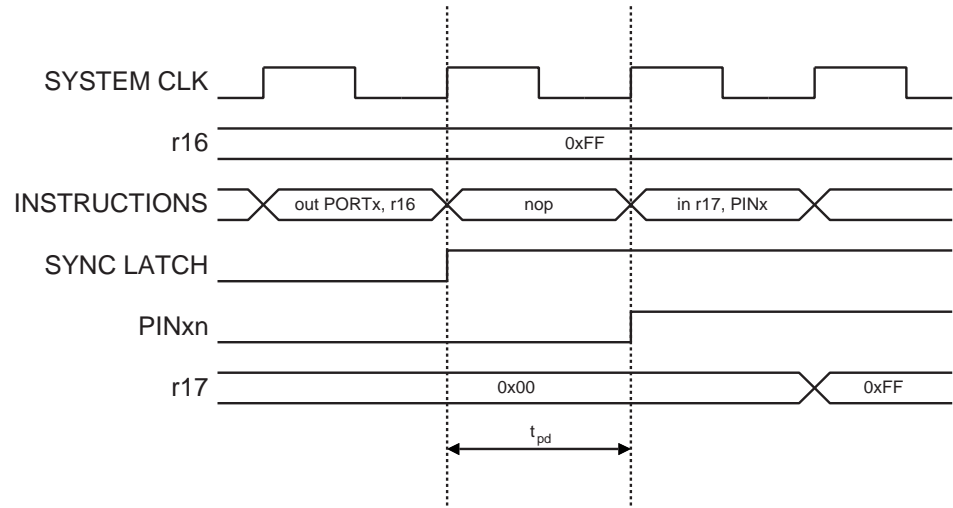 SYSTEM CLK
r16
0xFF
INSTRUCTIONS
out PORTx, r16
nop
in r17, PINx
SYNC LATCH
PINxn
r17
0x00
0xFF
tpd